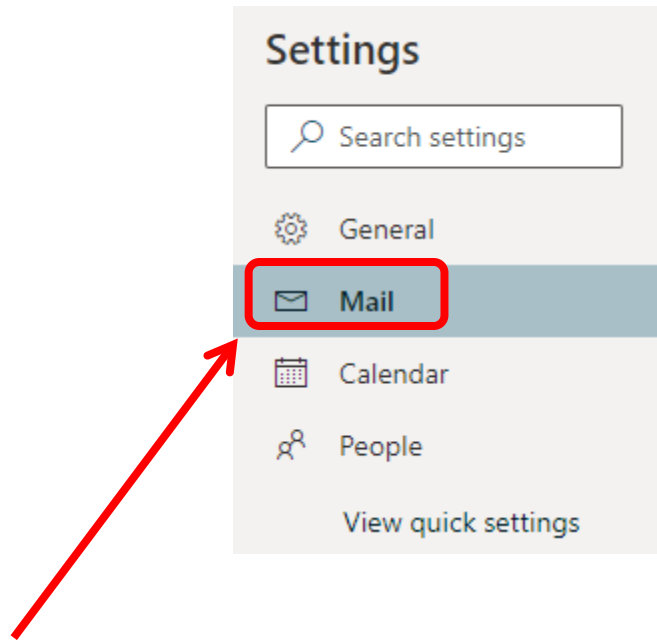 Settings
Search settings
General
Mail
Calendar
People
View quick settings